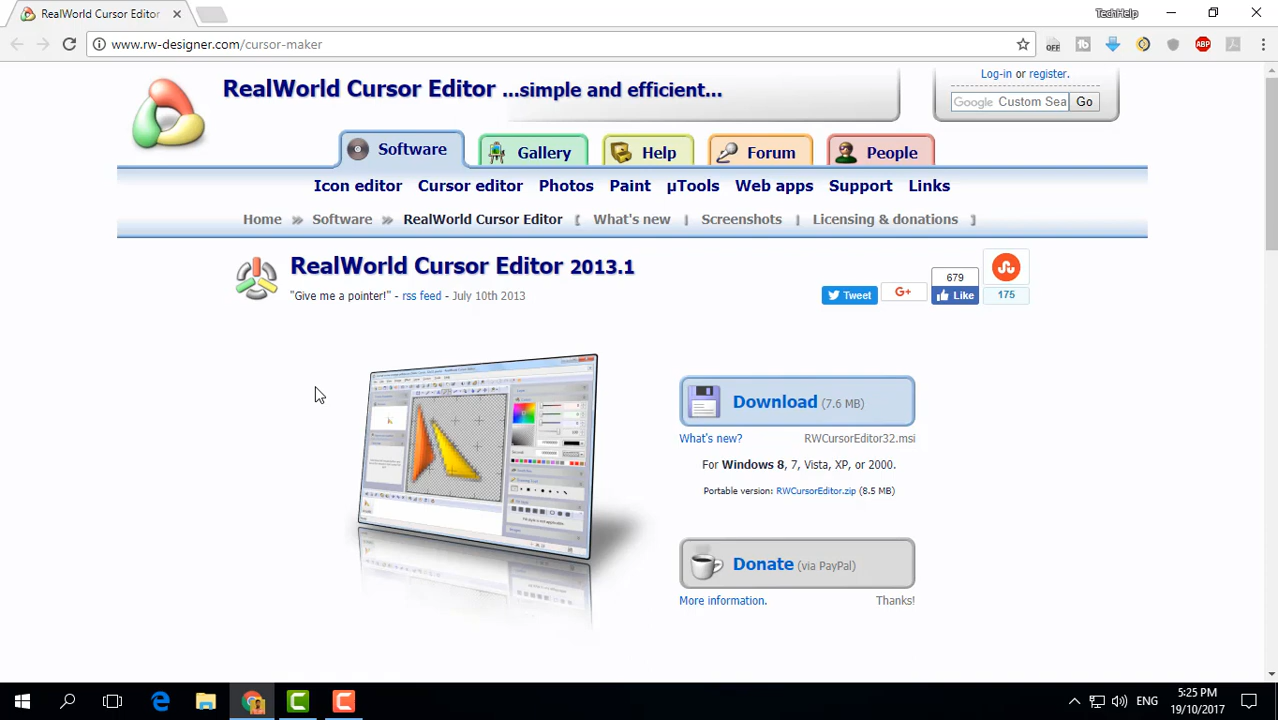 RealWorld Cursor Editor
TechHelp
www.rw-designer.com/cursor-maker
OFF
ABP
RealWorld Cursor Editor ...simple and efficient...
Log-in or register.
Google Custom Sea Go
Software Gallery Help Forum People
Icon editor Cursor editor Photos Paint µTools Web apps Support Links
Home » Software » RealWorld Cursor Editor [ What's new | Screenshots | Licensing & donations ]
RealWorld Cursor Editor 2013.1
"Give me a pointer!" - rss feed - July 10th 2013
679
Tweet G+ Like 175
Download (7.6 MB)
What's new? RWCursorEditor32.msi
For Windows 8, 7, Vista, XP, or 2000.
Portable version: RWCursorEditor.zip (8.5 MB)
Donate (via PayPal)
More information. Thanks!
ENG
5:25 PM
19/10/2017